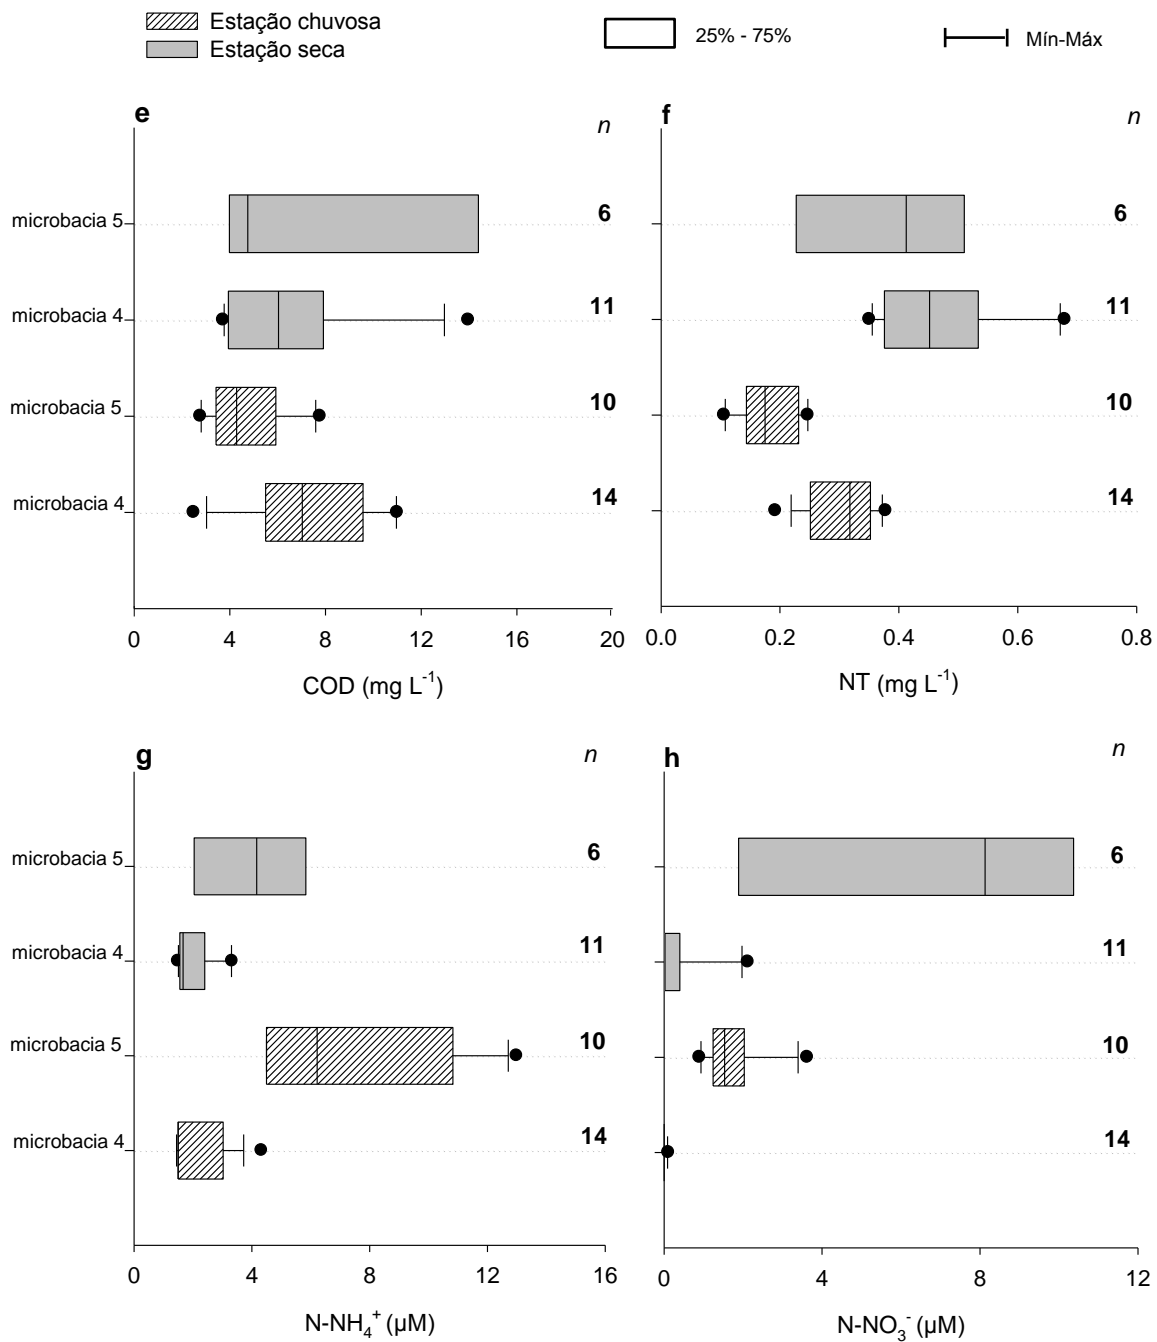 Estação chuvosa
Estação seca
25% - 75%
Mín-Máx
e
n
microbacia 5
6
microbacia 4
11
microbacia 5
10
microbacia 4
14
0 4 8 12 16 20
COD (mg L⁻¹)
f
n
6
11
10
14
0.0 0.2 0.4 0.6 0.8
NT (mg L⁻¹)
g
n
microbacia 5
6
microbacia 4
11
microbacia 5
10
microbacia 4
14
0 4 8 12 16
N-NH₄⁺ (µM)
h
n
6
11
10
14
0 4 8 12
N-NO₃⁻ (µM)